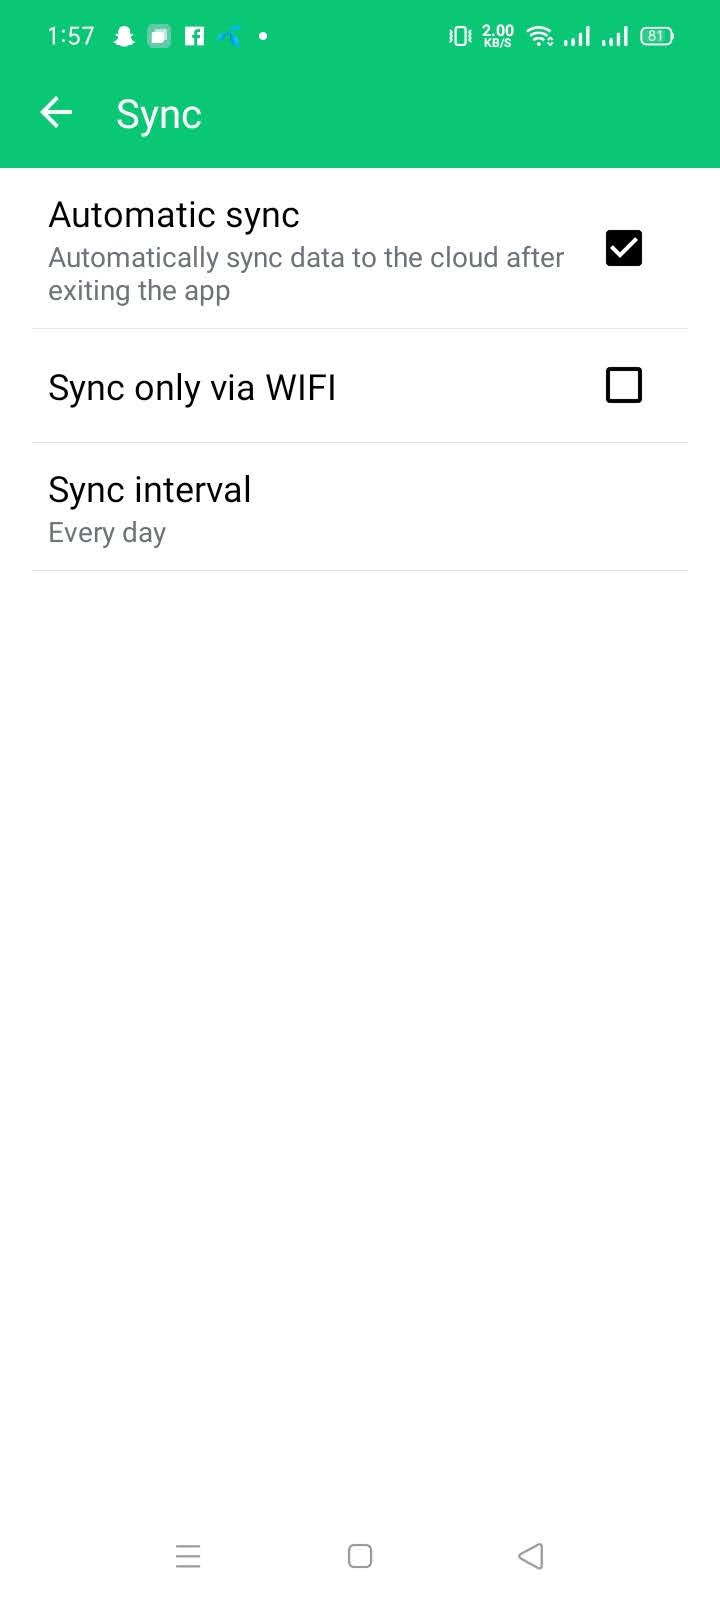 1:57 2.00 KB/S 81
Sync
Automatic sync
Automatically sync data to the cloud after
exiting the app
Sync only via WIFI
Sync interval
Every day